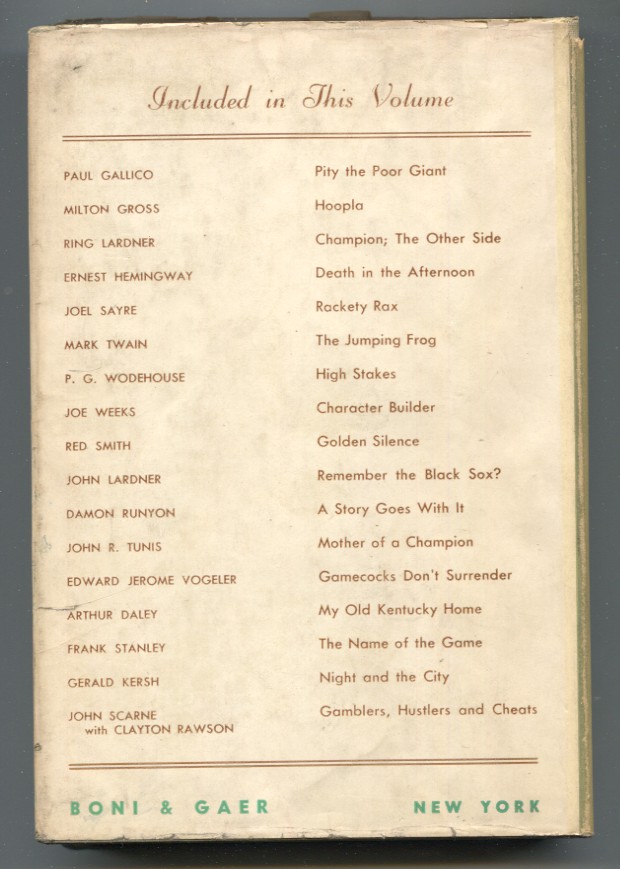 Included in This Volume
PAUL GALLICO Pity the Poor Giant
MILTON GROSS Hoopla
RING LARDNER Champion; The Other Side
ERNEST HEMINGWAY Death in the Afternoon
JOEL SAYRE Rackety Rax
MARK TWAIN The Jumping Frog
P. G. WODEHOUSE High Stakes
JOE WEEKS Character Builder
RED SMITH Golden Silence
JOHN LARDNER Remember the Black Sox?
DAMON RUNYON A Story Goes With It
JOHN R. TUNIS Mother of a Champion
EDWARD JEROME VOGELER Gamecocks Don't Surrender
ARTHUR DALEY My Old Kentucky Home
FRANK STANLEY The Name of the Game
GERALD KERSH Night and the City
JOHN SCARNE Gamblers, Hustlers and Cheats
with CLAYTON RAWSON
BONI & GAER NEW YORK